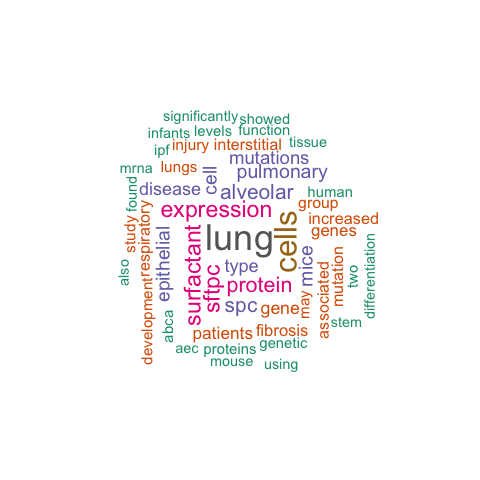 significantly
showed
infants
levels
function
ipf
injury
interstitial
tissue
mrna
lungs
cell
mutations
pulmonary
found
disease
alveolar
human
study
respiratory
expression
group
increased
genes
lung
cells
epithelial
surfactant
sftpc
type
protein
mice
also
development
abca
spc
gene
may
associated
mutation
two
differentiation
patients
fibrosis
stem
aec
proteins
genetic
mouse
using